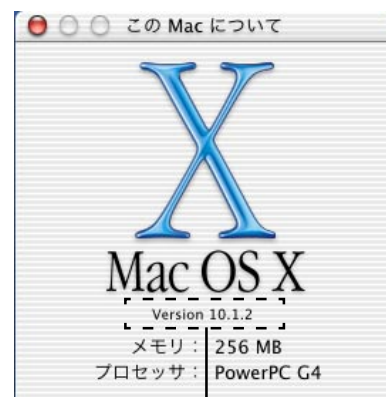 この Mac について
X
Mac OS X
Version 10.1.2
メモリ： 256 MB
プロセッサ： PowerPC G4